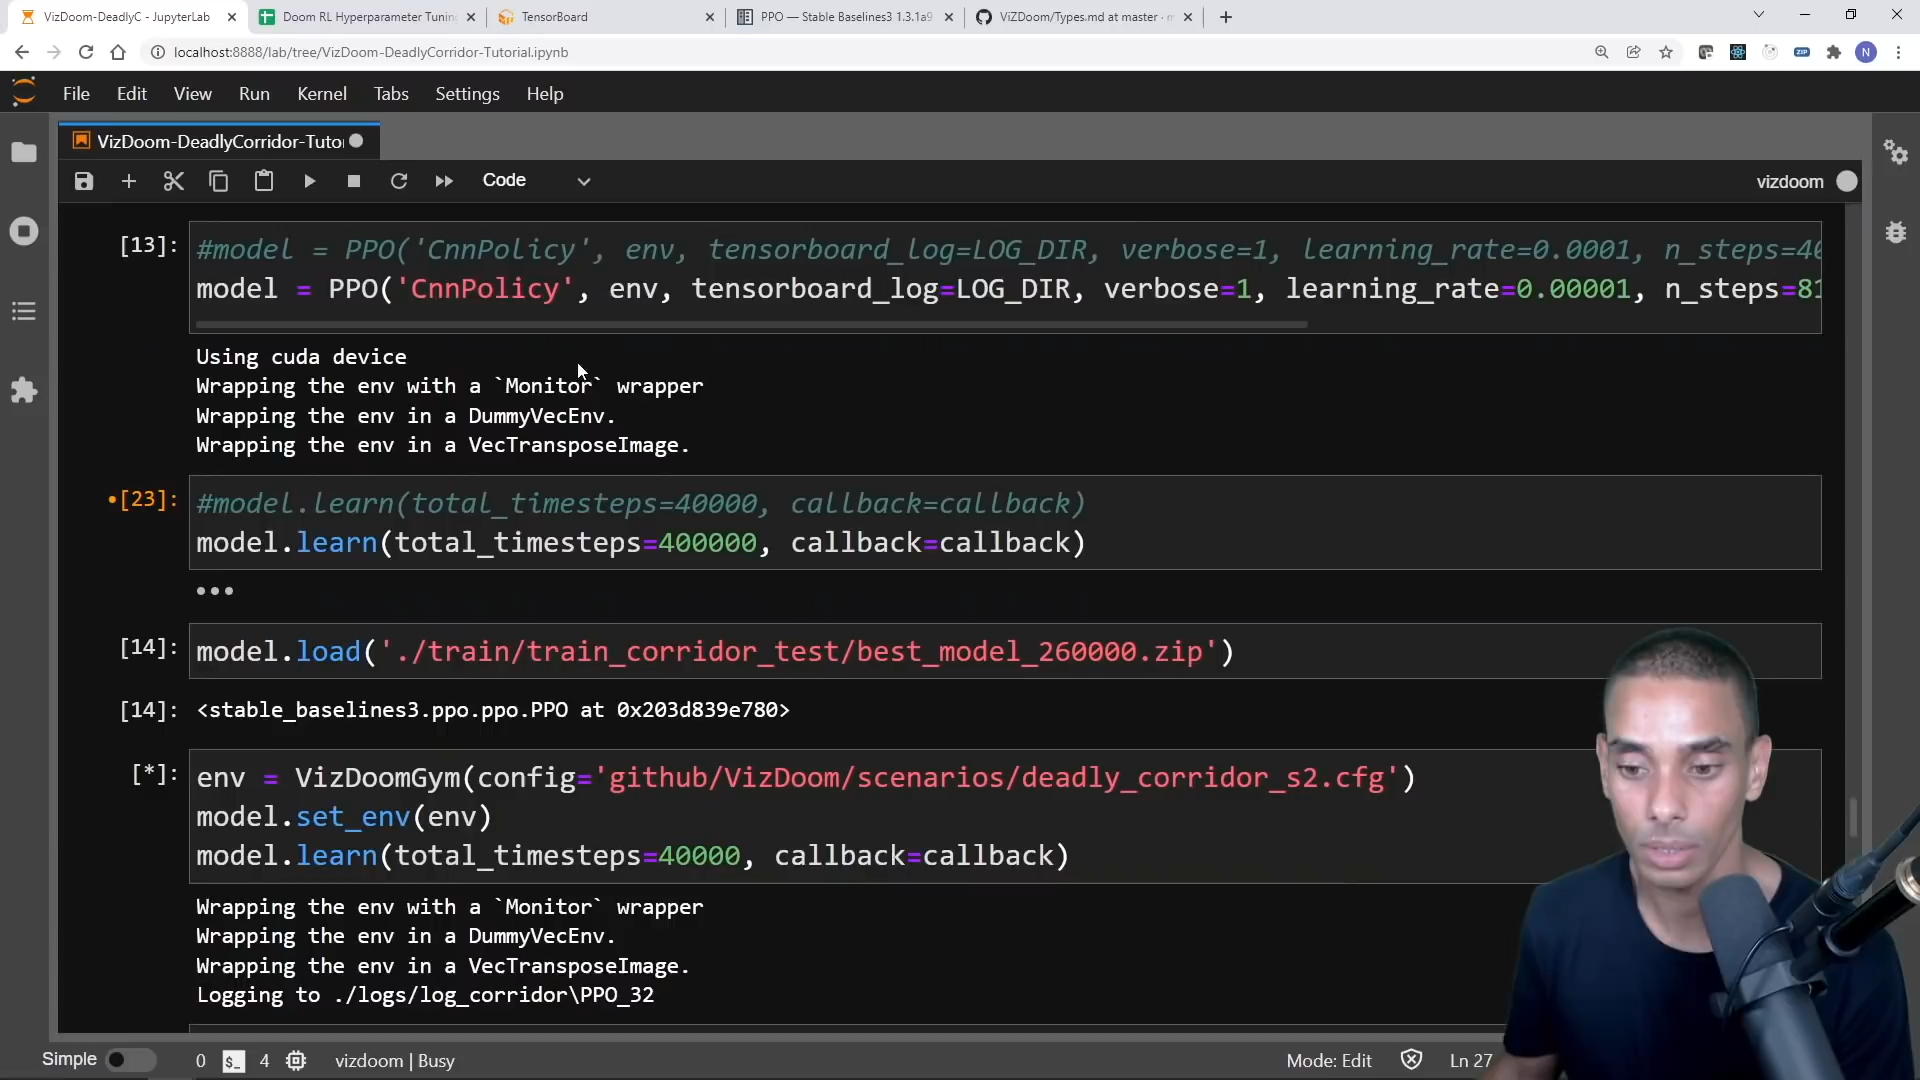 VizDoom-DeadlyC - JupyterLab
Doom RL Hyperparameter Tuning
TensorBoard
PPO — Stable Baselines3 1.3.1a9
ViZDoom/Types.md at master · m
localhost:8888/lab/tree/VizDoom-DeadlyCorridor-Tutorial.ipynb
ZIP
N
File Edit View Run Kernel Tabs Settings Help
VizDoom-DeadlyCorridor-Tutor
Code
vizdoom
[13]:
#model = PPO('CnnPolicy', env, tensorboard_log=LOG_DIR, verbose=1, learning_rate=0.0001, n_steps=40
model = PPO('CnnPolicy', env, tensorboard_log=LOG_DIR, verbose=1, learning_rate=0.00001, n_steps=81
Using cuda device
Wrapping the env with a `Monitor` wrapper
Wrapping the env in a DummyVecEnv.
Wrapping the env in a VecTransposeImage.
•[23]:
#model.learn(total_timesteps=40000, callback=callback)
model.learn(total_timesteps=400000, callback=callback)
•••
[14]:
model.load('./train/train_corridor_test/best_model_260000.zip')
[14]:
<stable_baselines3.ppo.ppo.PPO at 0x203d839e780>
[*]:
env = VizDoomGym(config='github/VizDoom/scenarios/deadly_corridor_s2.cfg')
model.set_env(env)
model.learn(total_timesteps=40000, callback=callback)
Wrapping the env with a `Monitor` wrapper
Wrapping the env in a DummyVecEnv.
Wrapping the env in a VecTransposeImage.
Logging to ./logs/log_corridor\PPO_32
Simple 0 $_ 4 vizdoom | Busy Mode: Edit Ln 27